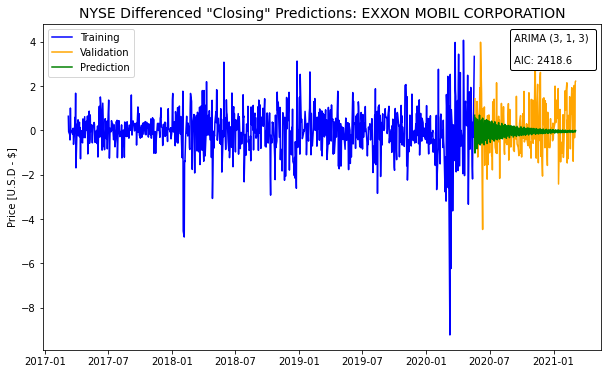 NYSE Differenced "Closing" Predictions: EXXON MOBIL CORPORATION
Training
Validation
Prediction
ARIMA (3, 1, 3)
AIC: 2418.6
Price [U.S.D - $]
4
2
0
−2
−4
−6
−8
2017-01 2017-07 2018-01 2018-07 2019-01 2019-07 2020-01 2020-07 2021-01